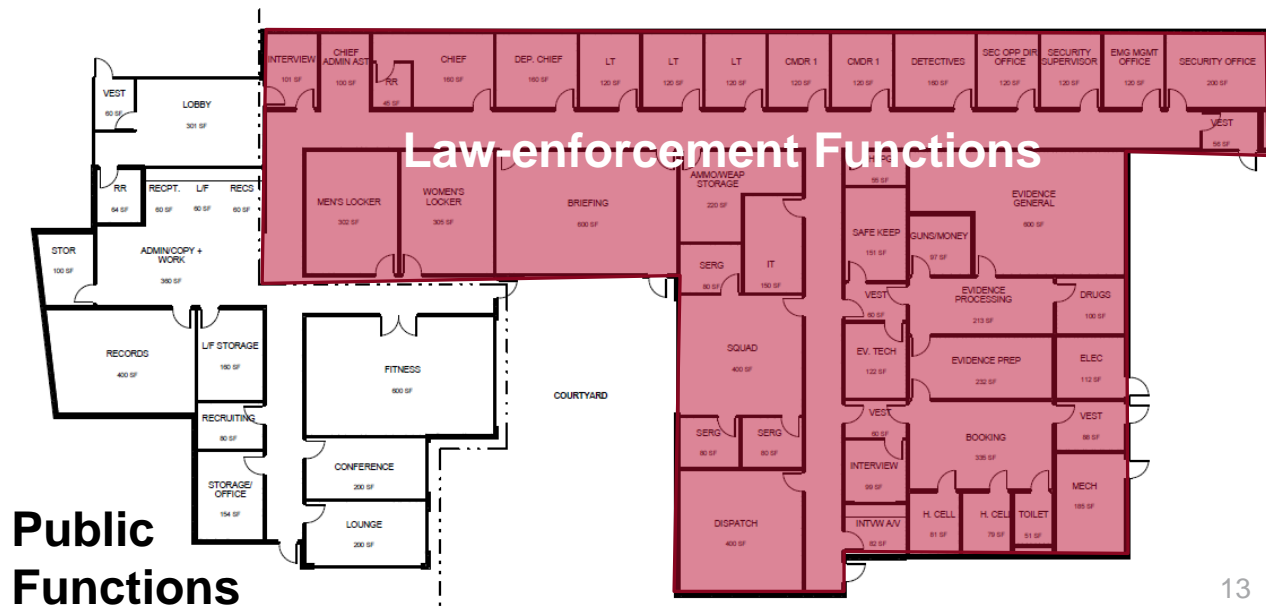 INTERVIEW
101 SF
CHIEF
ADMIN AST
100 SF
RR
45 SF
CHIEF
160 SF
DEP. CHIEF
160 SF
LT
120 SF
LT
120 SF
LT
120 SF
CMDR 1
120 SF
CMDR 1
120 SF
DETECTIVES
160 SF
SEC OPP DIR
OFFICE
120 SF
SECURITY
SUPERVISOR
120 SF
EMG MGMT
OFFICE
120 SF
SECURITY OFFICE
200 SF
VEST
60 SF
LOBBY
301 SF
VEST
56 SF
Law-enforcement Functions
RR
64 SF
RECPT.
60 SF
L/F
60 SF
RECS
60 SF
MEN'S LOCKER
302 SF
WOMEN'S
LOCKER
305 SF
BRIEFING
600 SF
AMMO/WEAP
STORAGE
220 SF
55 SF
EVIDENCE
GENERAL
600 SF
STOR
100 SF
ADMIN/COPY +
WORK
360 SF
SERG
80 SF
IT
150 SF
SAFE KEEP
151 SF
GUNS/MONEY
97 SF
VEST
60 SF
EVIDENCE
PROCESSING
213 SF
DRUGS
100 SF
RECORDS
400 SF
L/F STORAGE
160 SF
FITNESS
600 SF
COURTYARD
SQUAD
400 SF
EV. TECH
122 SF
EVIDENCE PREP
232 SF
ELEC
112 SF
RECRUITING
80 SF
SERG
80 SF
SERG
80 SF
VEST
60 SF
BOOKING
335 SF
VEST
88 SF
STORAGE/
OFFICE
154 SF
CONFERENCE
200 SF
INTERVIEW
99 SF
MECH
185 SF
LOUNGE
200 SF
DISPATCH
400 SF
INTVW A/V
82 SF
H. CELL
81 SF
H. CELL
79 SF
TOILET
51 SF
Public
Functions
13